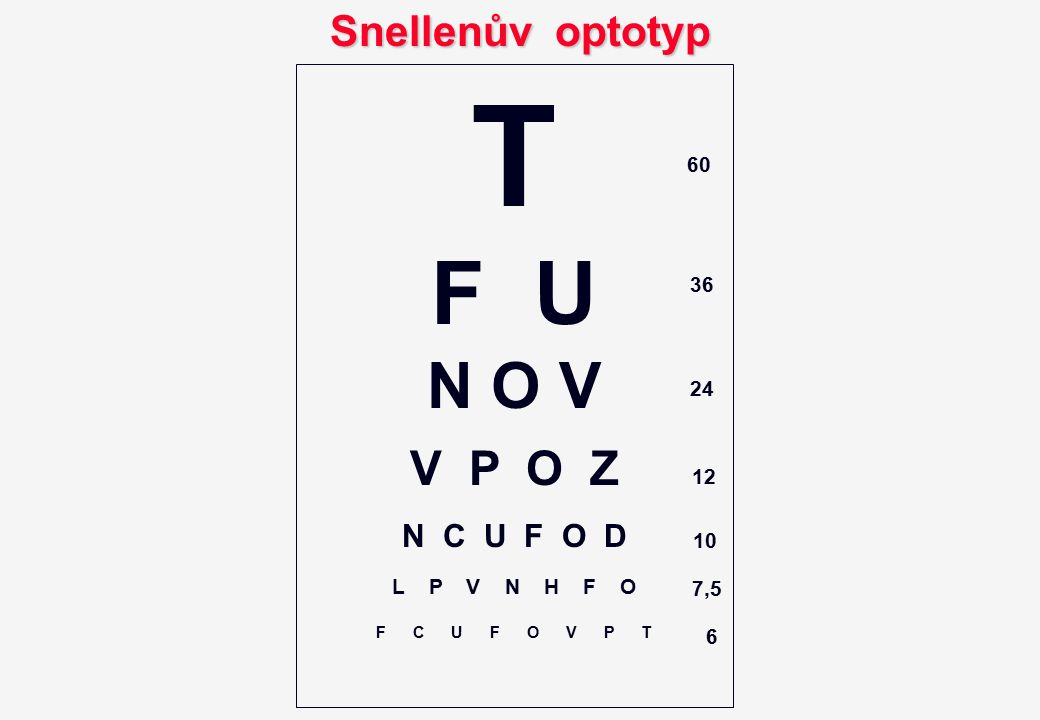 Snellenův optotyp
T 60
F U 36
N O V 24
V P O Z 12
N C U F O D 10
L P V N H F O 7,5
F C U F O V P T 6